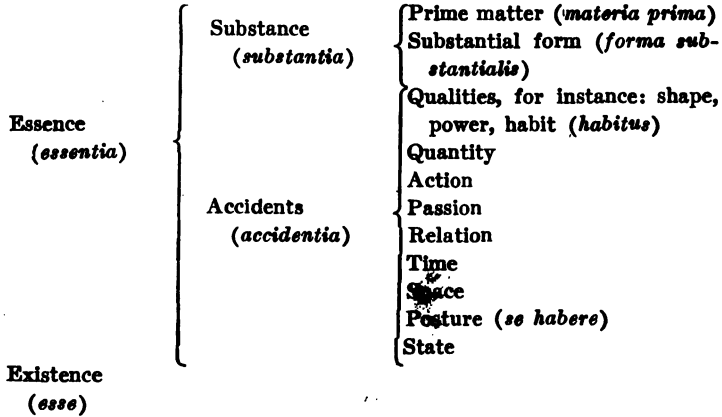 Essence
(essentia)
Substance
(substantia)
Prime matter (materia prima)
Substantial form (forma sub-
stantialis)
Accidents
(accidentia)
Qualities, for instance: shape,
power, habit (habitus)
Quantity
Action
Passion
Relation
Time
Space
Posture (se habere)
State
Existence
(esse)